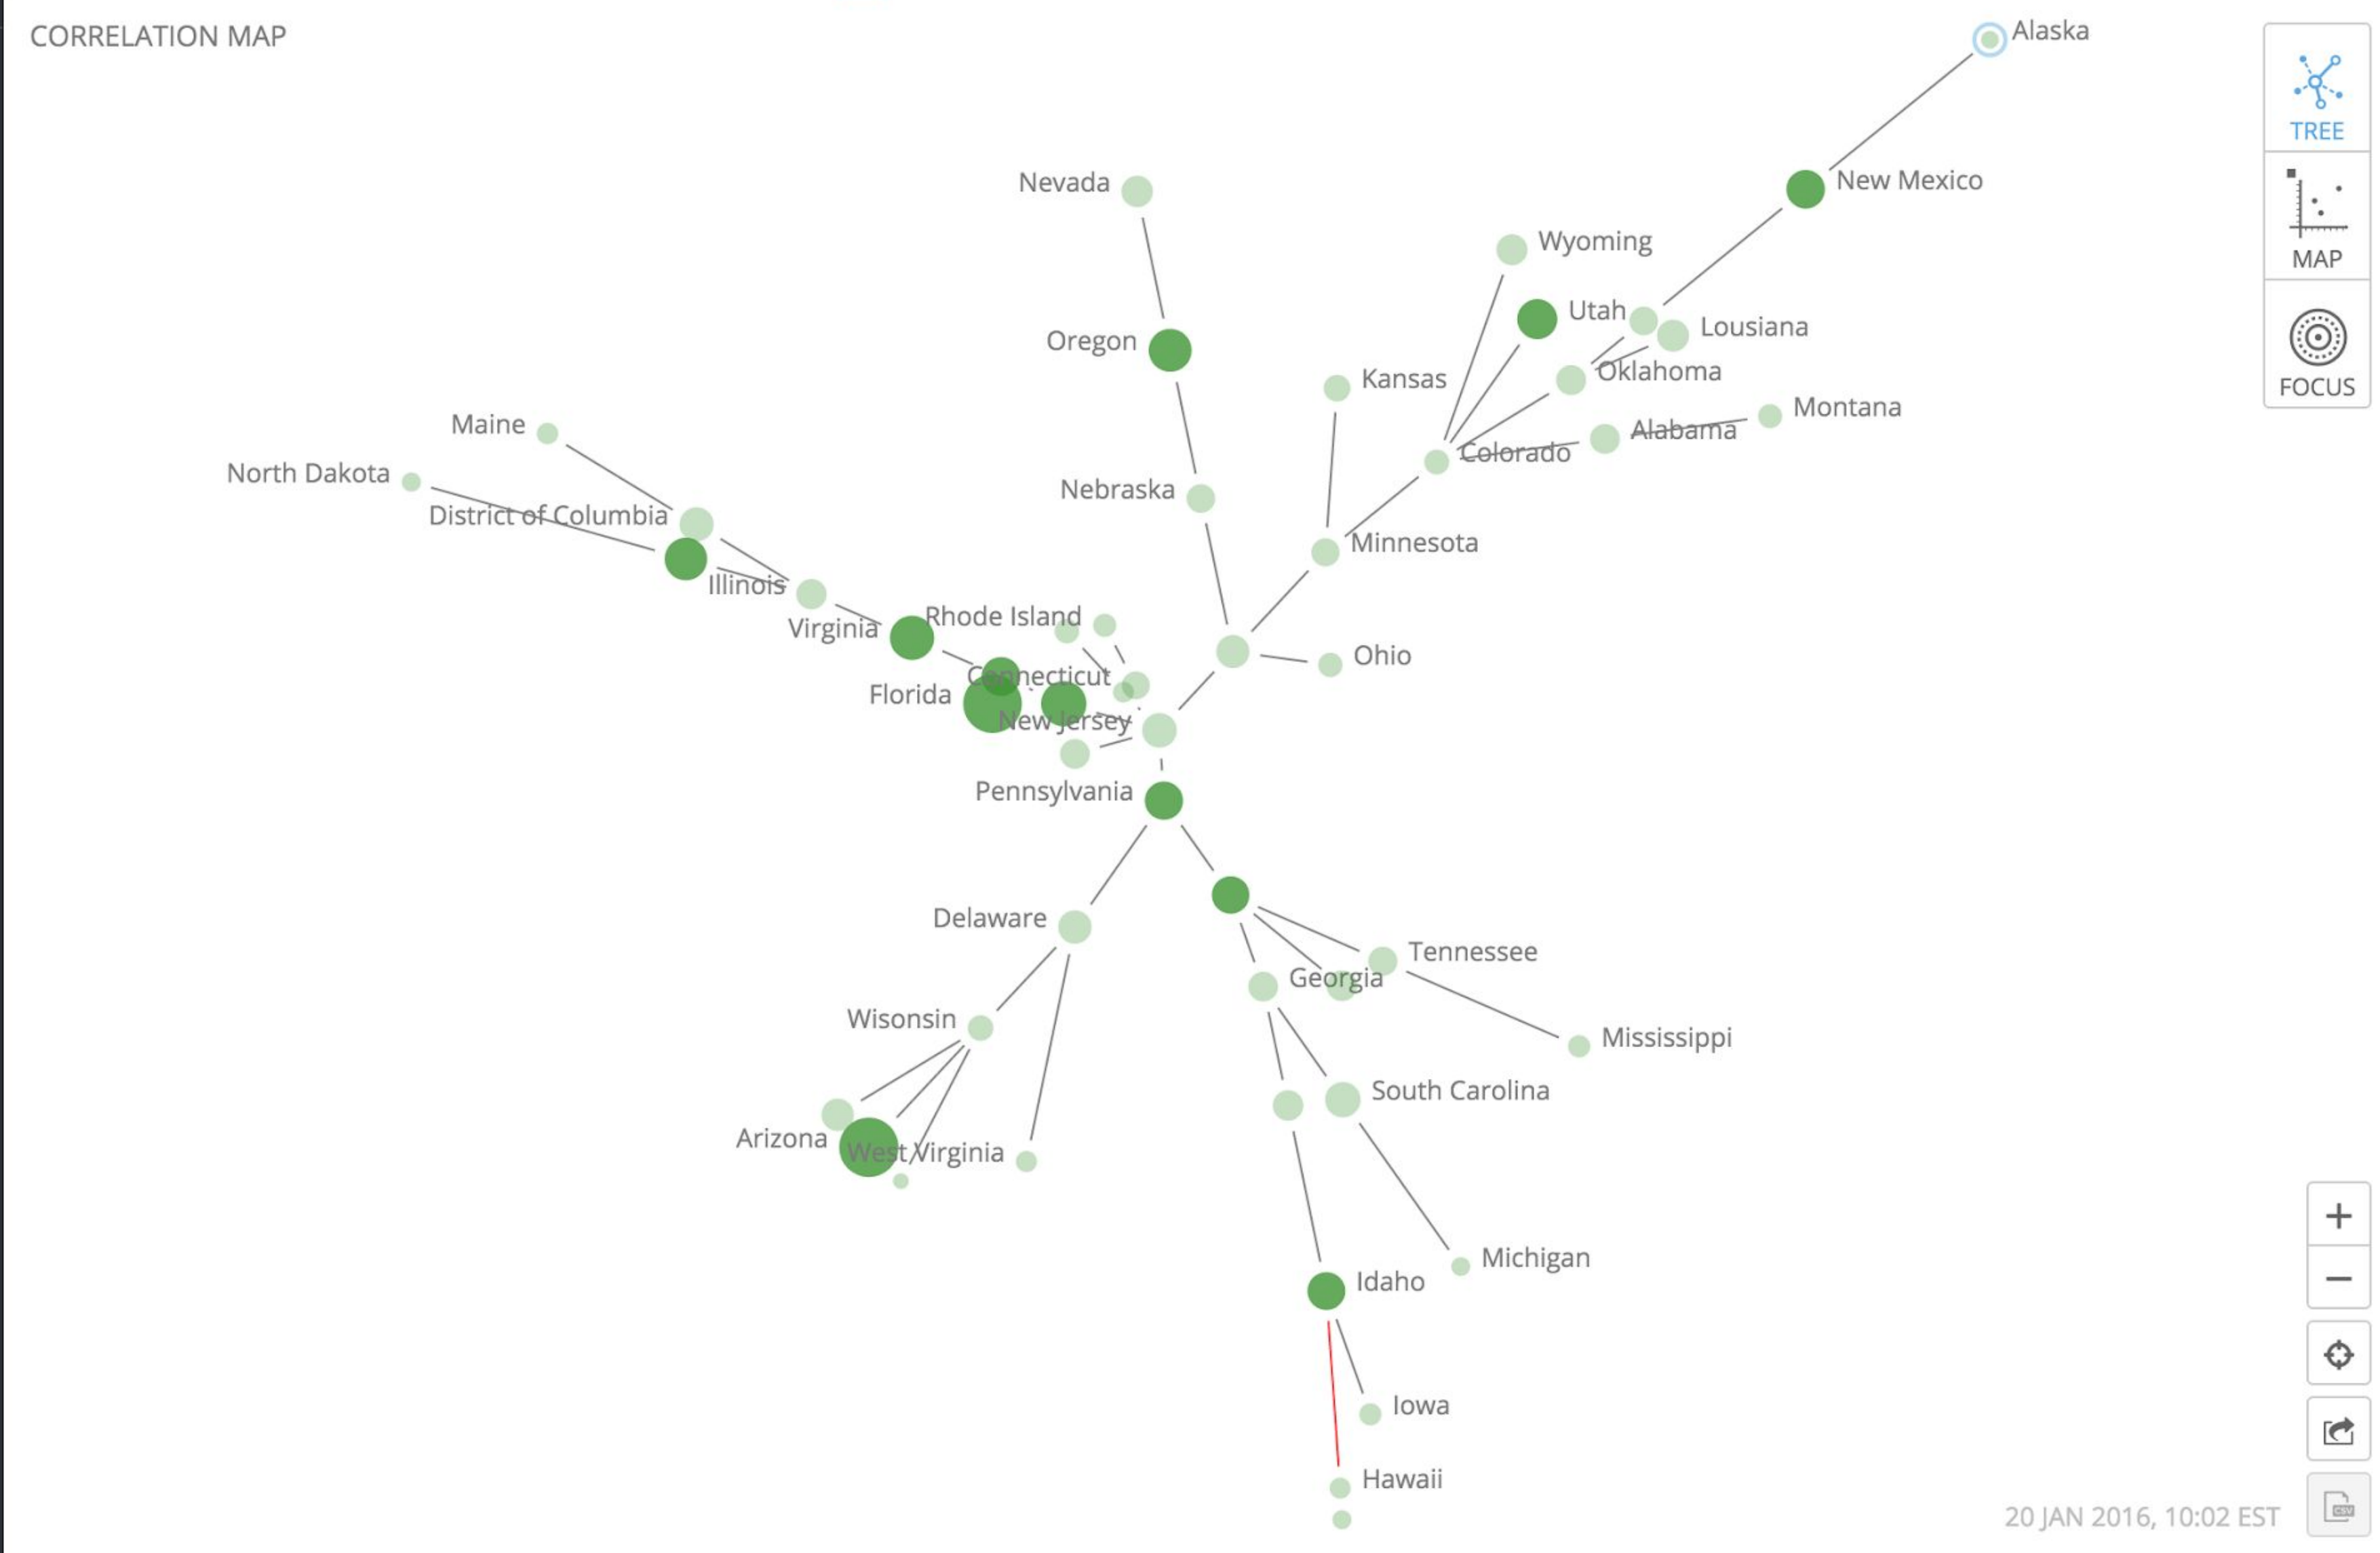 CORRELATION MAP
Alaska
TREE
New Mexico
Nevada
Wyoming
MAP
Utah
Lousiana
Oregon
Oklahoma
Kansas
FOCUS
Montana
Maine
Alabama
Colorado
North Dakota
Nebraska
District of Columbia
Minnesota
Illinois
Rhode Island
Virginia
Ohio
Connecticut
Florida
New Jersey
Pennsylvania
Delaware
Tennessee
Georgia
Wisonsin
Mississippi
South Carolina
Arizona
West Virginia
Michigan
Idaho
Iowa
Hawaii
20 JAN 2016, 10:02 EST
CSV